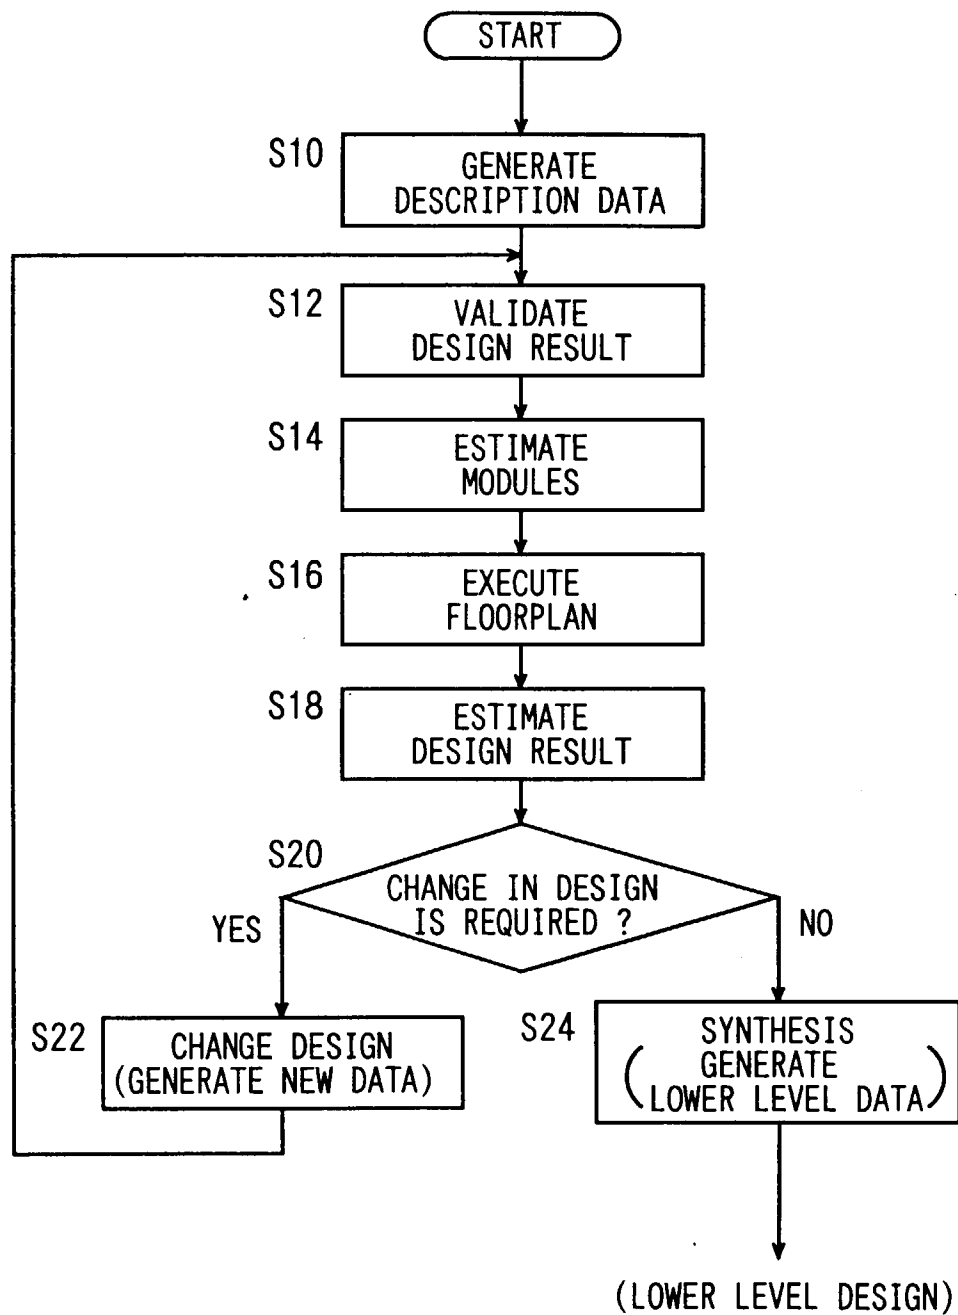 START
S10
GENERATE
DESCRIPTION DATA
S12
VALIDATE
DESIGN RESULT
S14
ESTIMATE
MODULES
S16
EXECUTE
FLOORPLAN
S18
ESTIMATE
DESIGN RESULT
S20
CHANGE IN DESIGN
IS REQUIRED ?
YES
NO
S22
CHANGE DESIGN
(GENERATE NEW DATA)
S24
SYNTHESIS
(GENERATE
LOWER LEVEL DATA)
(LOWER LEVEL DESIGN)